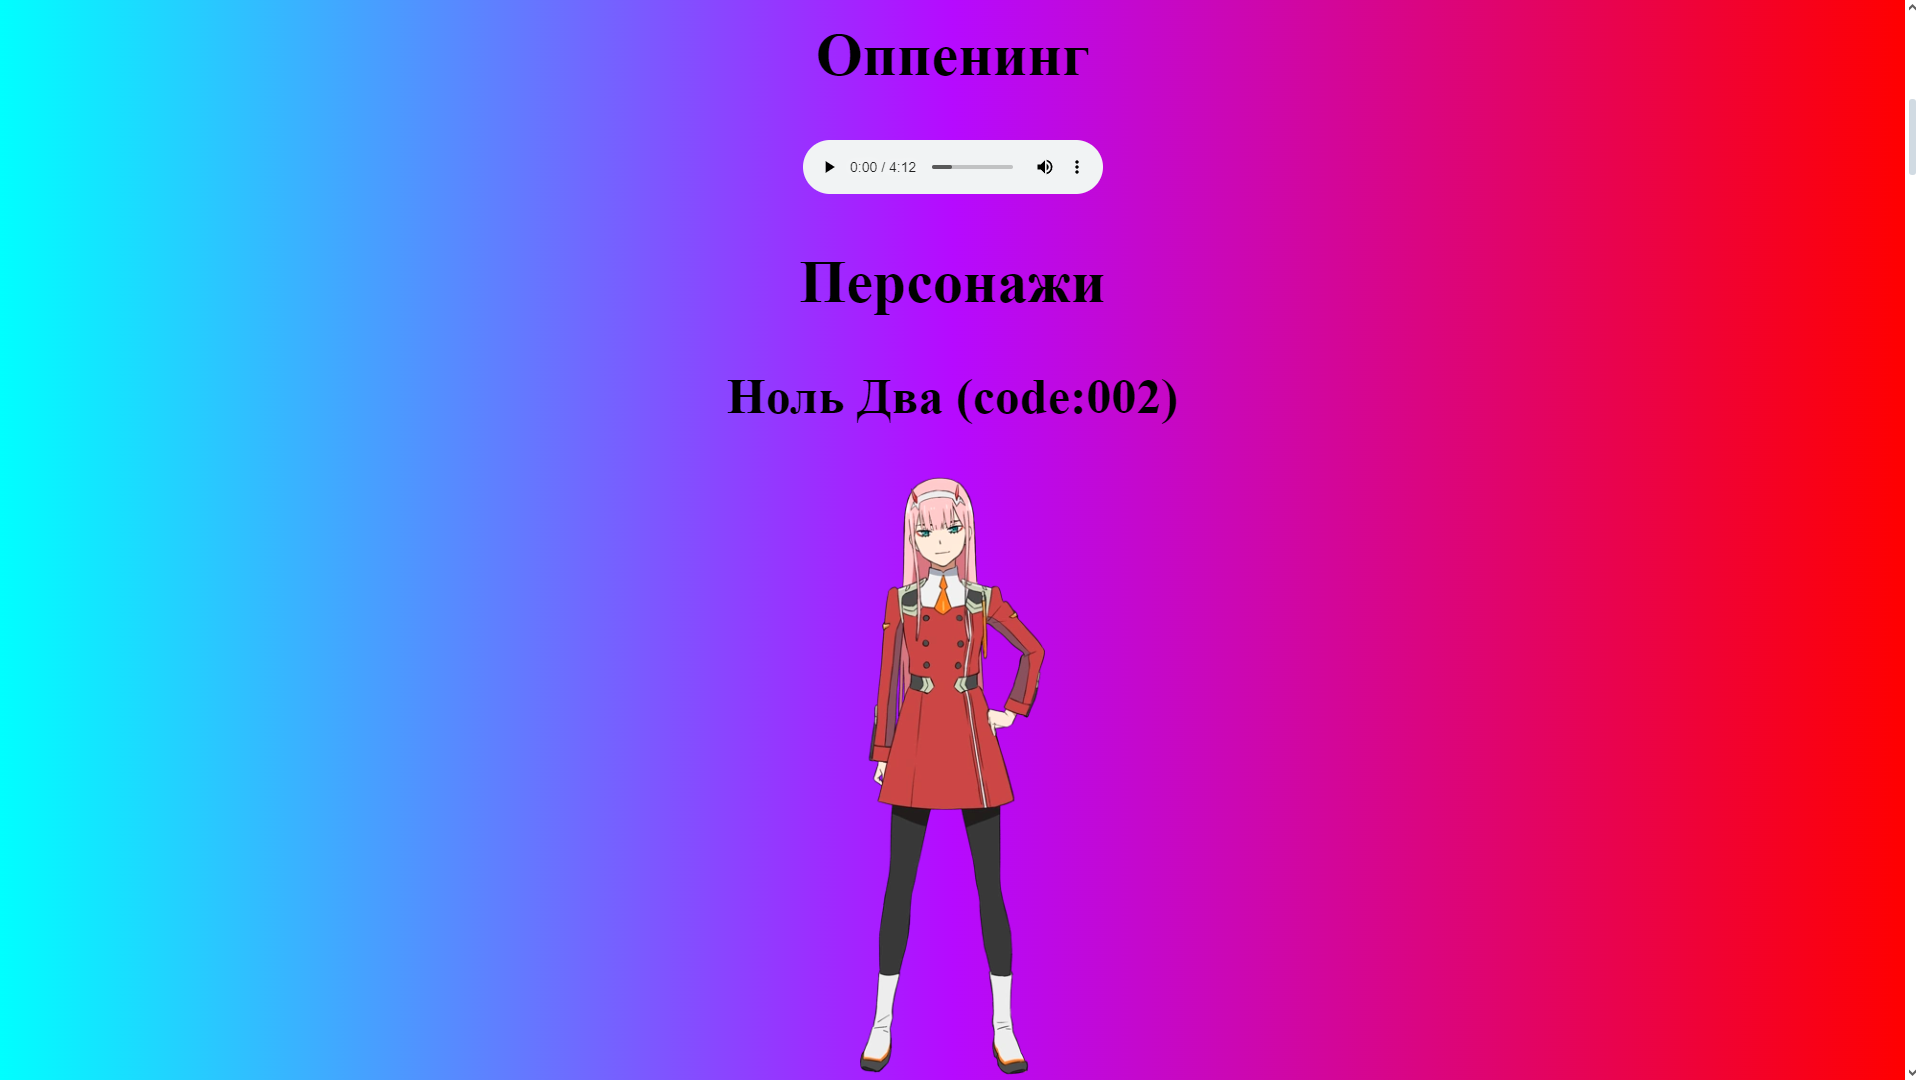 Оппенинг
0:00 / 4:12
Персонажи
Ноль Два (code:002)